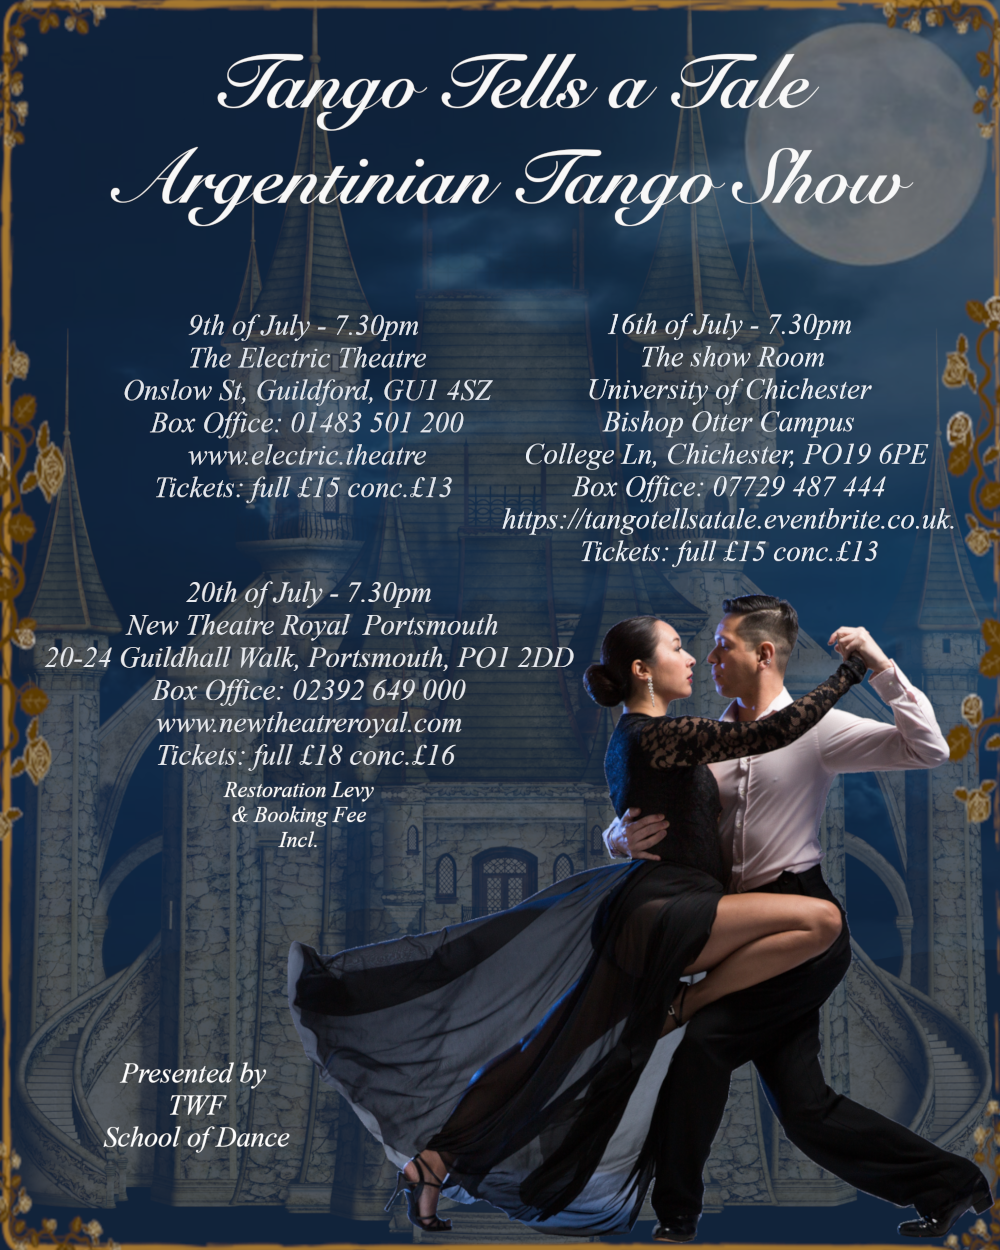 Tango Tells a Tale
Argentinian Tango Show
9th of July - 7.30pm
The Electric Theatre
Onslow St, Guildford, GU1 4SZ
Box Office: 01483 501 200
www.electric.theatre
Tickets: full £15 conc.£13
16th of July - 7.30pm
The show Room
University of Chichester
Bishop Otter Campus
College Ln, Chichester, PO19 6PE
Box Office: 07729 487 444
https://tangotellsatale.eventbrite.co.uk.
Tickets: full £15 conc.£13
20th of July - 7.30pm
New Theatre Royal  Portsmouth
20-24 Guildhall Walk, Portsmouth, PO1 2DD
Box Office: 02392 649 000
www.newtheatreroyal.com
Tickets: full £18 conc.£16
Restoration Levy
& Booking Fee
Incl.
Presented by
TWF
School of Dance